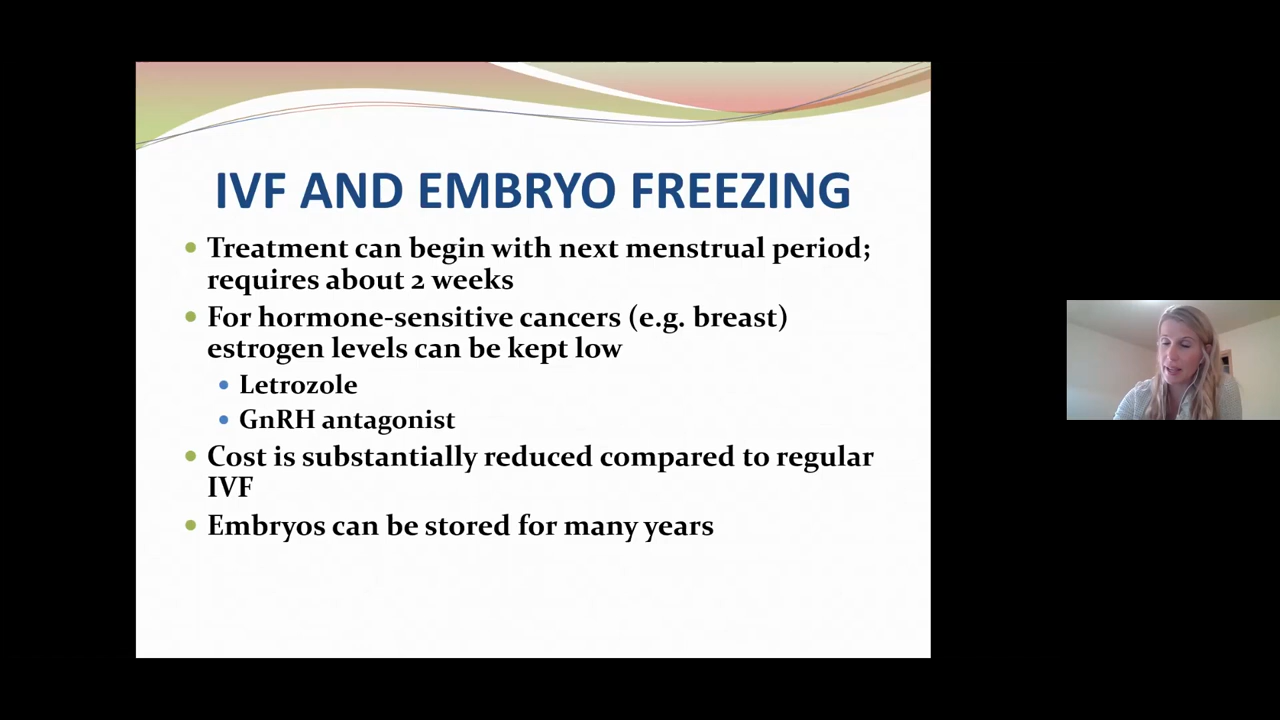 IVF AND EMBRYO FREEZING
Treatment can begin with next menstrual period;
requires about 2 weeks
For hormone-sensitive cancers (e.g. breast)
estrogen levels can be kept low
Letrozole
GnRH antagonist
Cost is substantially reduced compared to regular
IVF
Embryos can be stored for many years